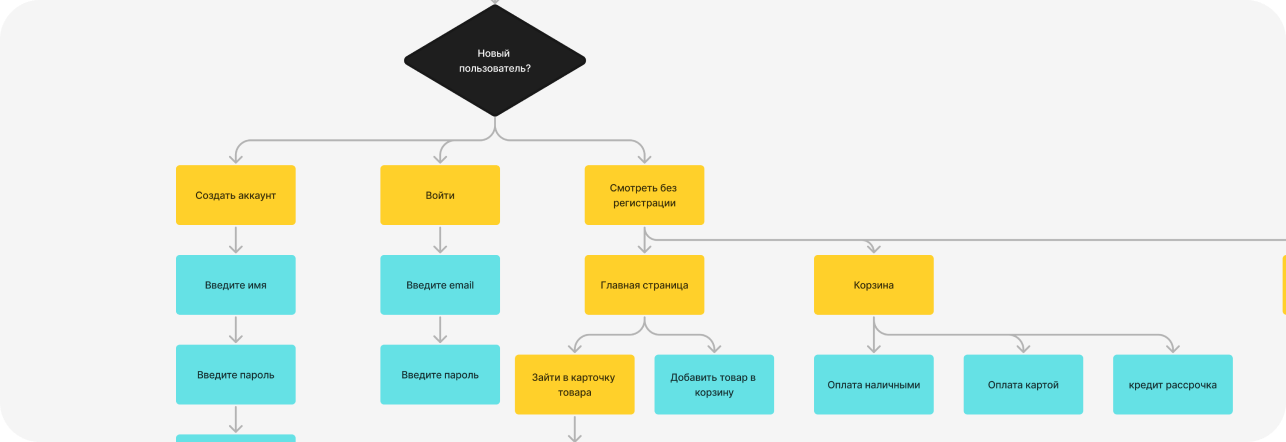 Новый
пользователь?
Создать аккаунт
Войти
Смотреть без
регистрации
Введите имя
Введите email
Главная страница
Корзина
Введите пароль
Введите пароль
Зайти в карточку
товара
Добавить товар в
корзину
Оплата наличными
Оплата картой
кредит рассрочка